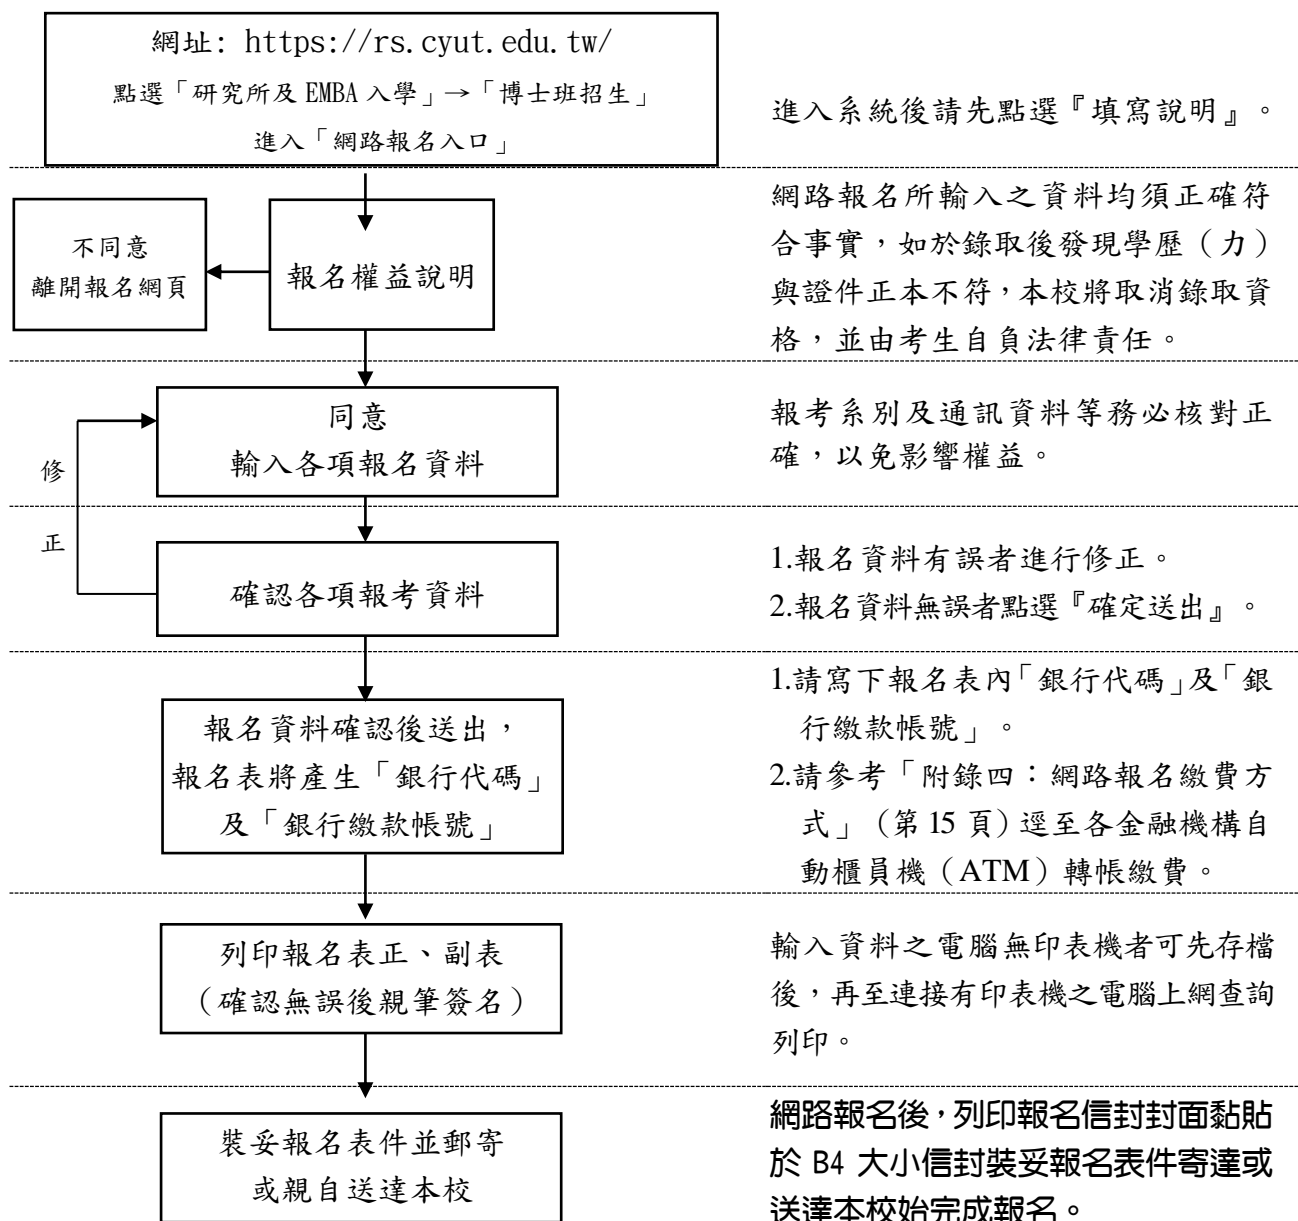 網址: https://rs.cyut.edu.tw/
點選「研究所及 EMBA 入學」→「博士班招生」
進入「網路報名入口」
進入系統後請先點選『填寫說明』。
不同意
離開報名網頁
報名權益說明
網路報名所輸入之資料均須正確符
合事實，如於錄取後發現學歷（力）
與證件正本不符，本校將取消錄取資
格，並由考生自負法律責任。
同意
輸入各項報名資料
報考系別及通訊資料等務必核對正
確，以免影響權益。
修
正
確認各項報考資料
1.報名資料有誤者進行修正。
2.報名資料無誤者點選『確定送出』。
報名資料確認後送出，
報名表將產生「銀行代碼」
及「銀行繳款帳號」
1.請寫下報名表內「銀行代碼」及「銀
行繳款帳號」。
2.請參考「附錄四：網路報名繳費方
式」（第 15 頁）逕至各金融機構自
動櫃員機（ATM）轉帳繳費。
列印報名表正、副表
（確認無誤後親筆簽名）
輸入資料之電腦無印表機者可先存檔
後，再至連接有印表機之電腦上網查詢
列印。
裝妥報名表件並郵寄
或親自送達本校
網路報名後，列印報名信封封面黏貼
於 B4 大小信封裝妥報名表件寄達或
送達本校始完成報名。